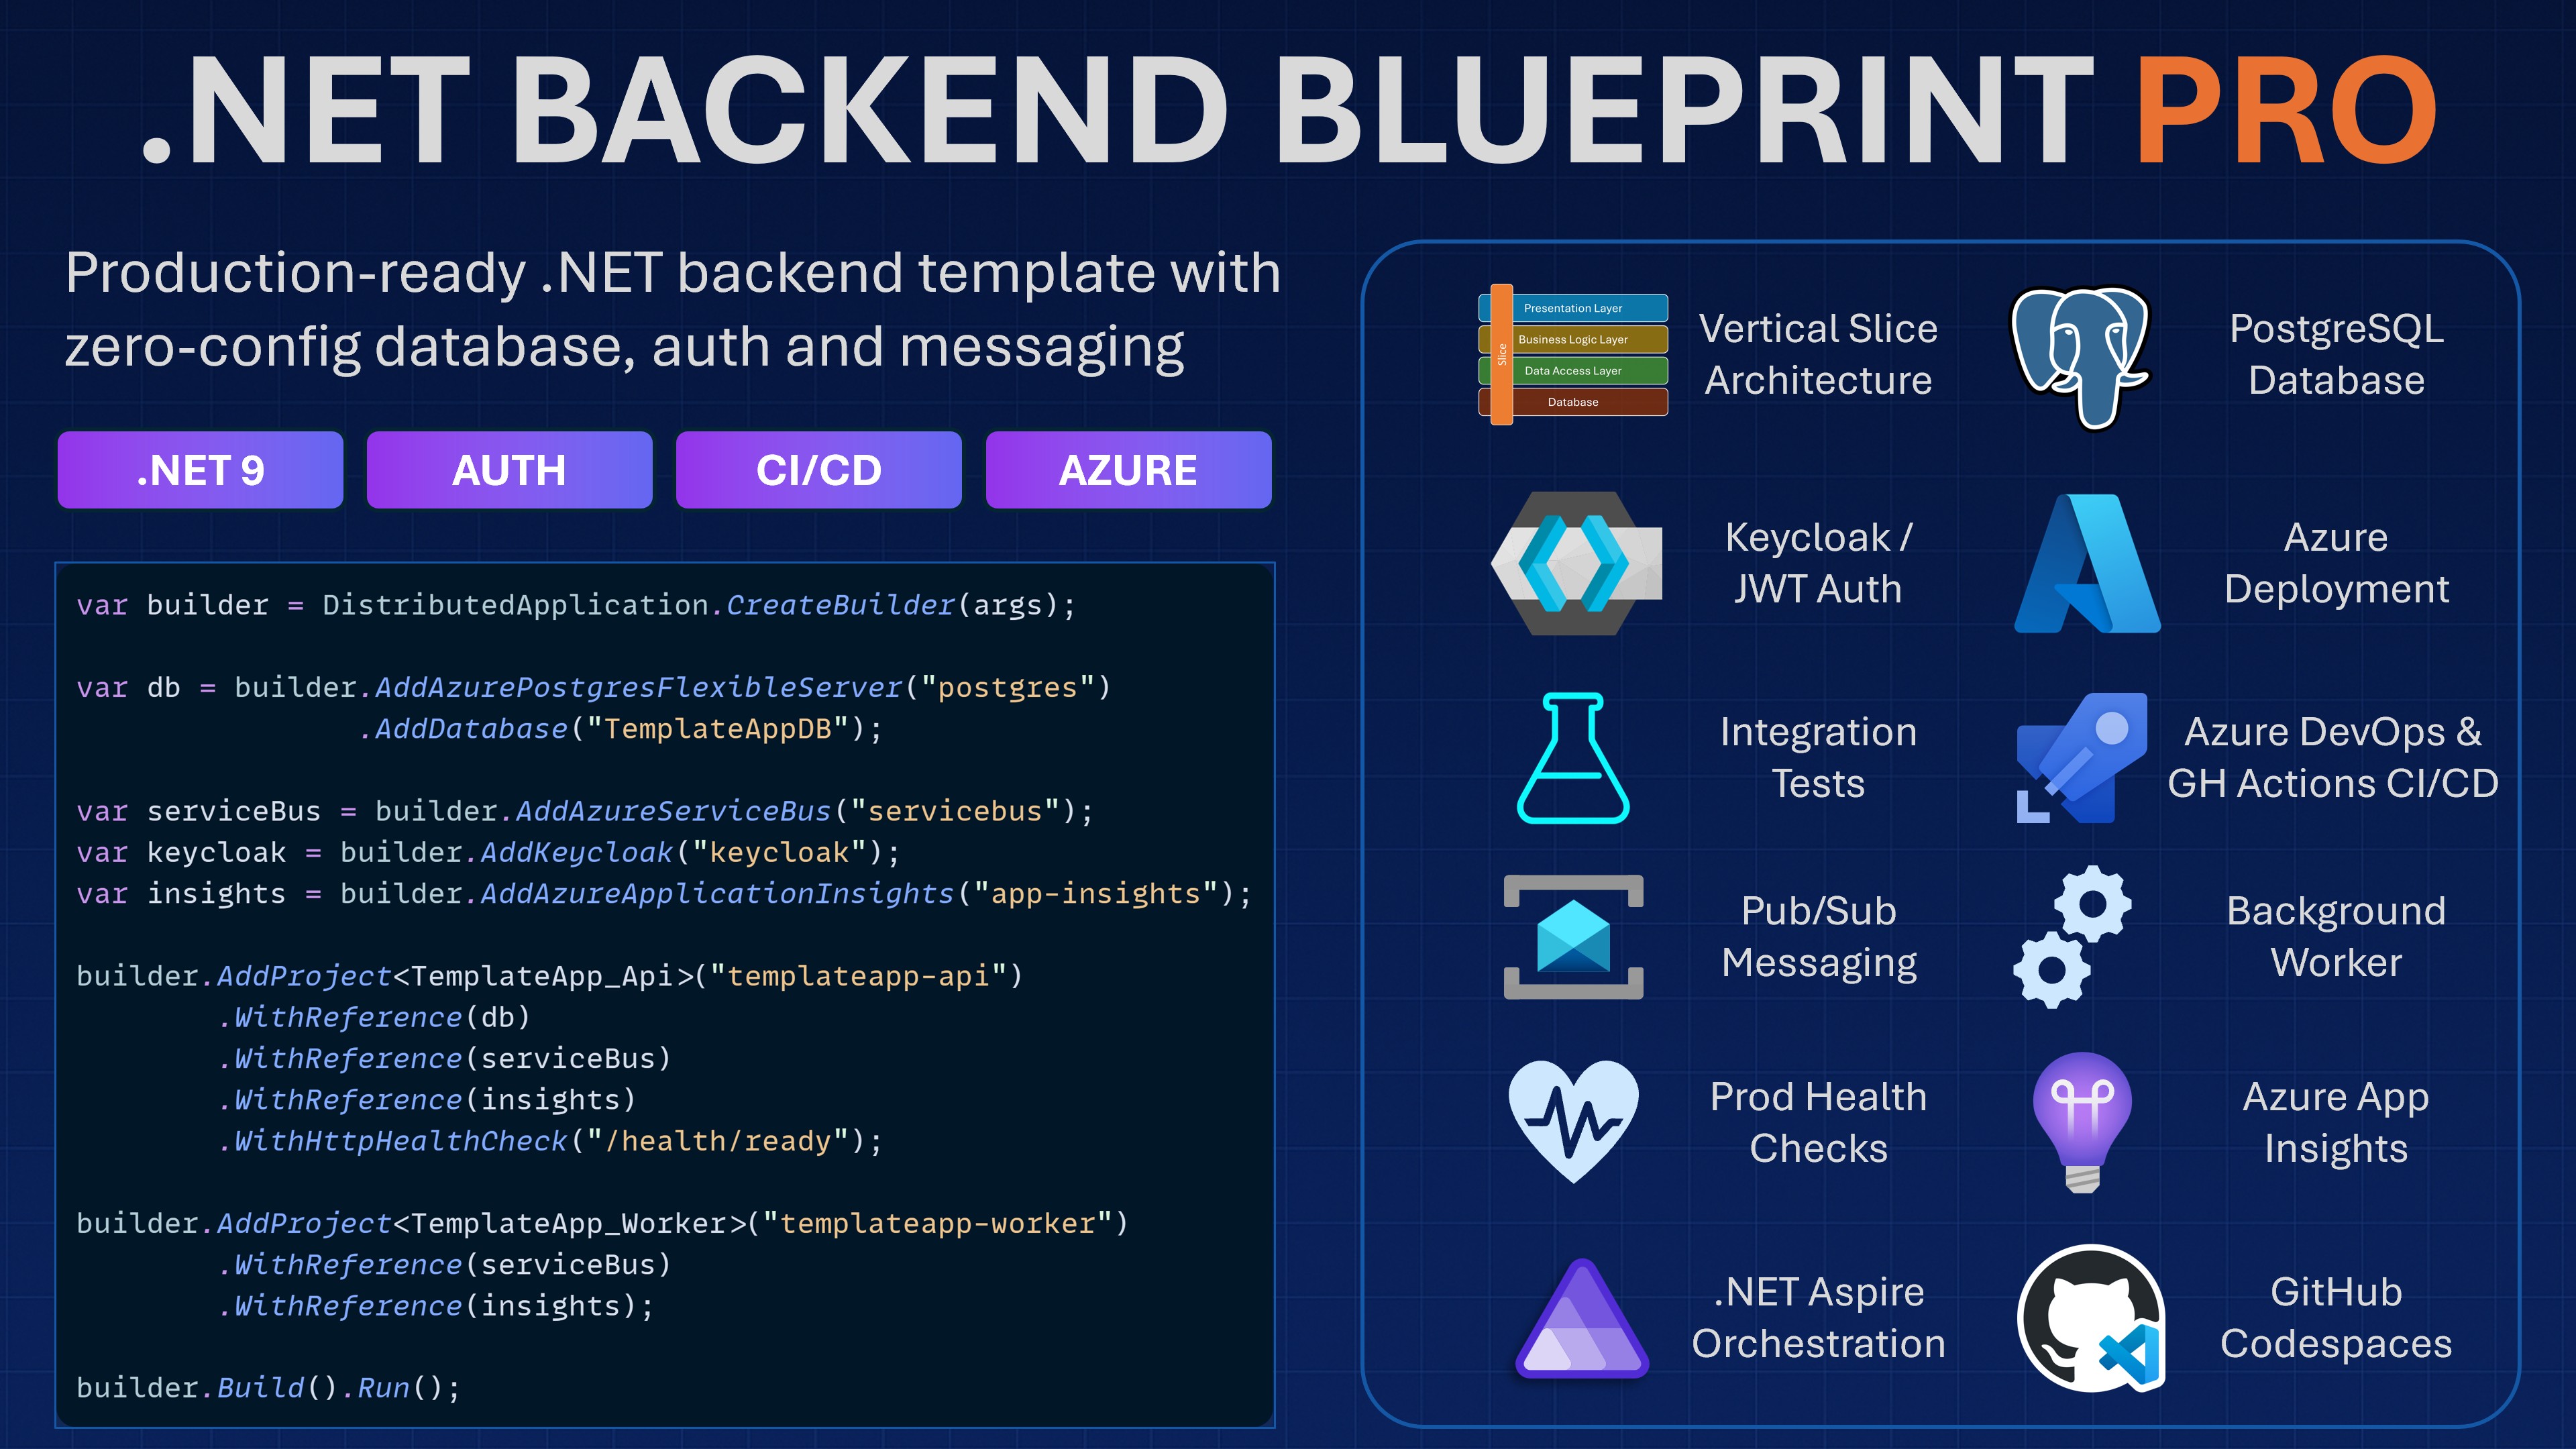 .NET BACKEND BLUEPRINT PRO
Production-ready .NET backend template with
zero-config database, auth and messaging
.NET 9
AUTH
CI/CD
AZURE
var builder = DistributedApplication.CreateBuilder(args);
var db = builder.AddAzurePostgresFlexibleServer("postgres")
.AddDatabase("TemplateAppDB");
var serviceBus = builder.AddAzureServiceBus("servicebus");
var keycloak = builder.AddKeycloak("keycloak");
var insights = builder.AddAzureApplicationInsights("app-insights");
builder.AddProject<TemplateApp_Api>("templateapp-api")
.WithReference(db)
.WithReference(serviceBus)
.WithReference(insights)
.WithHttpHealthCheck("/health/ready");
builder.AddProject<TemplateApp_Worker>("templateapp-worker")
.WithReference(serviceBus)
.WithReference(insights);
builder.Build().Run();
Slice
Presentation Layer
Business Logic Layer
Data Access Layer
Database
Vertical Slice
Architecture
PostgreSQL
Database
Keycloak /
JWT Auth
Azure
Deployment
Integration
Tests
Azure DevOps &
GH Actions CI/CD
Pub/Sub
Messaging
Background
Worker
Prod Health
Checks
Azure App
Insights
.NET Aspire
Orchestration
GitHub
Codespaces